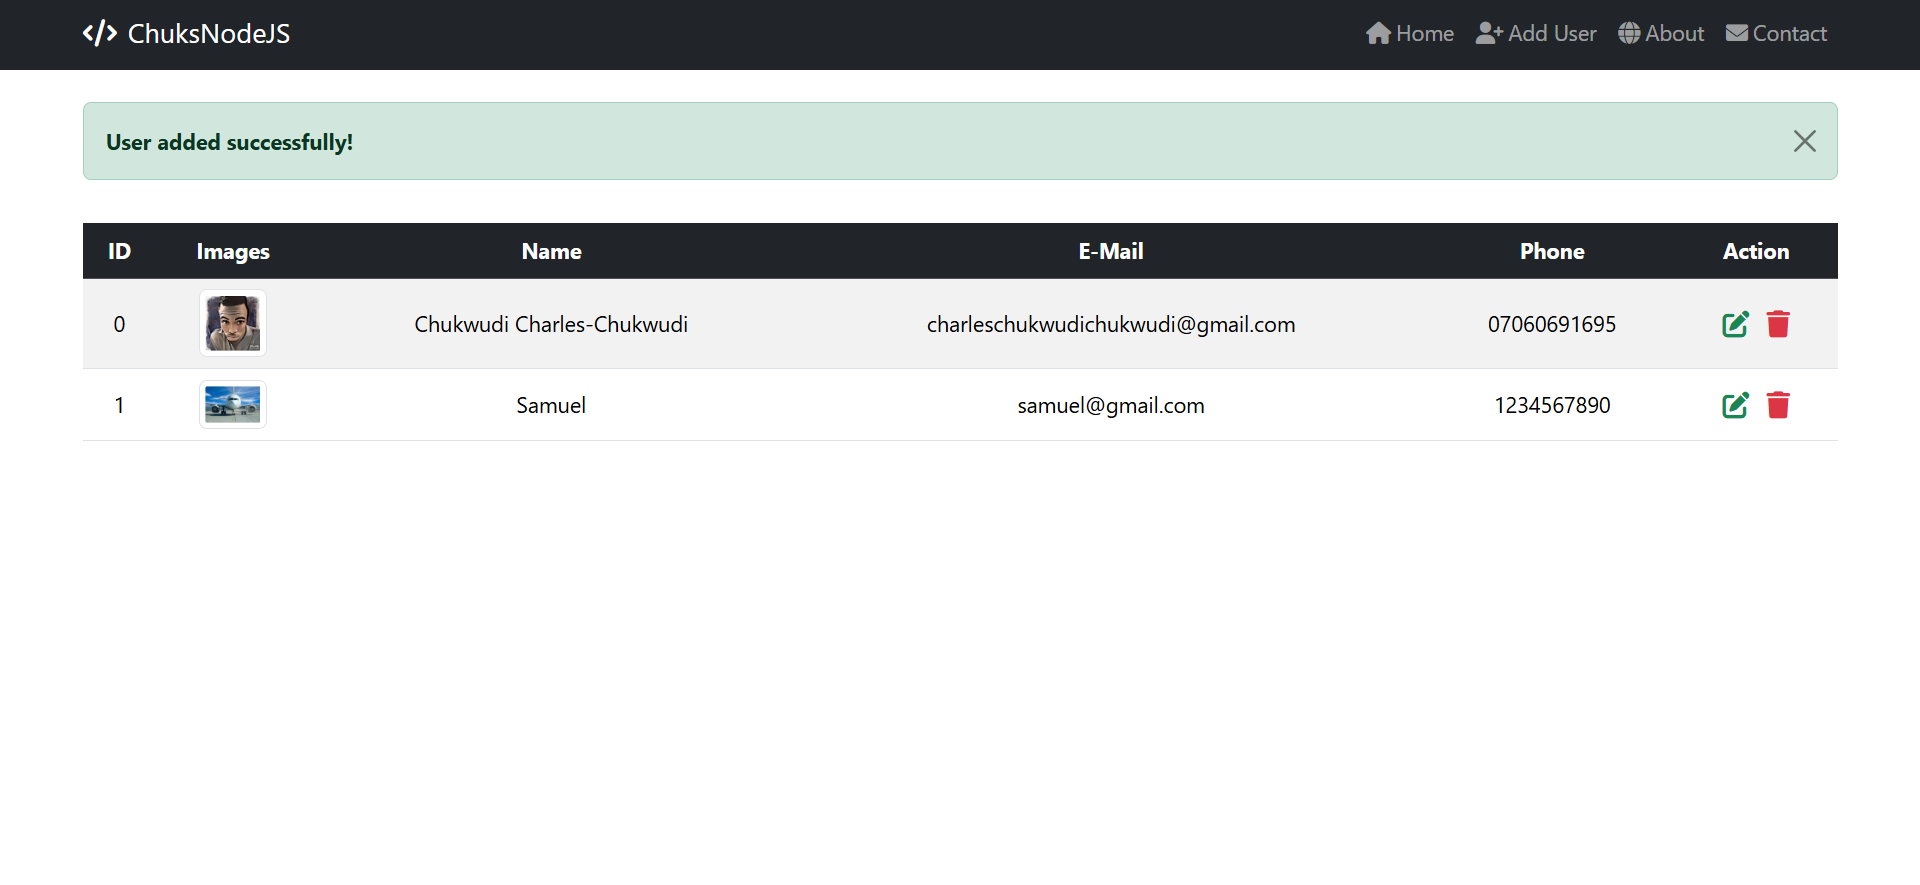 </> ChuksNodeJS Home Add User About Contact
User added successfully!
ID Images Name E-Mail Phone Action
0 Chukwudi Charles-Chukwudi charleschukwudichukwudi@gmail.com 07060691695
1 Samuel samuel@gmail.com 1234567890